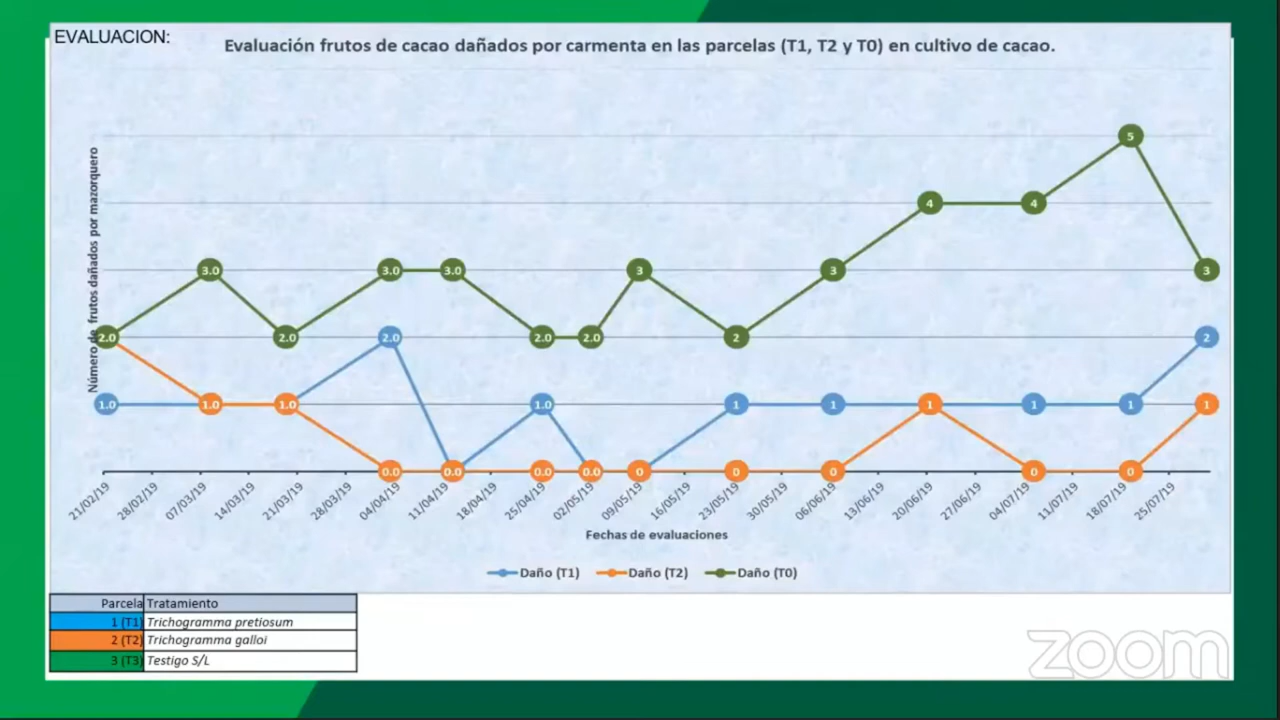 EVALUACION:
Evaluación frutos de cacao dañados por carmenta en las parcelas (T1, T2 y T0) en cultivo de cacao.
Número de frutos dañados por mazorquero
5
4 4
3.0 3.0 3.0 3 3 3
2.0 2.0 2.0 2.0 2.0 2 2
1.0 1.0 1.0 1.0 1 1 1 1 1 1
0.0 0.0 0.0 0.0 0 0 0 0 0
21/02/19 28/02/19 07/03/19 14/03/19 21/03/19 28/03/19 04/04/19 11/04/19 18/04/19 25/04/19 02/05/19 09/05/19 16/05/19 23/05/19 30/05/19 06/06/19 13/06/19 20/06/19 27/06/19 04/07/19 11/07/19 18/07/19 25/07/19
Fechas de evaluaciones
Daño (T1) Daño (T2) Daño (T0)
Parcela Tratamiento
1 (T1) Trichogramma pretiosum
2 (T2) Trichogramma galloi
3 (T3) Testigo S/L
zoom